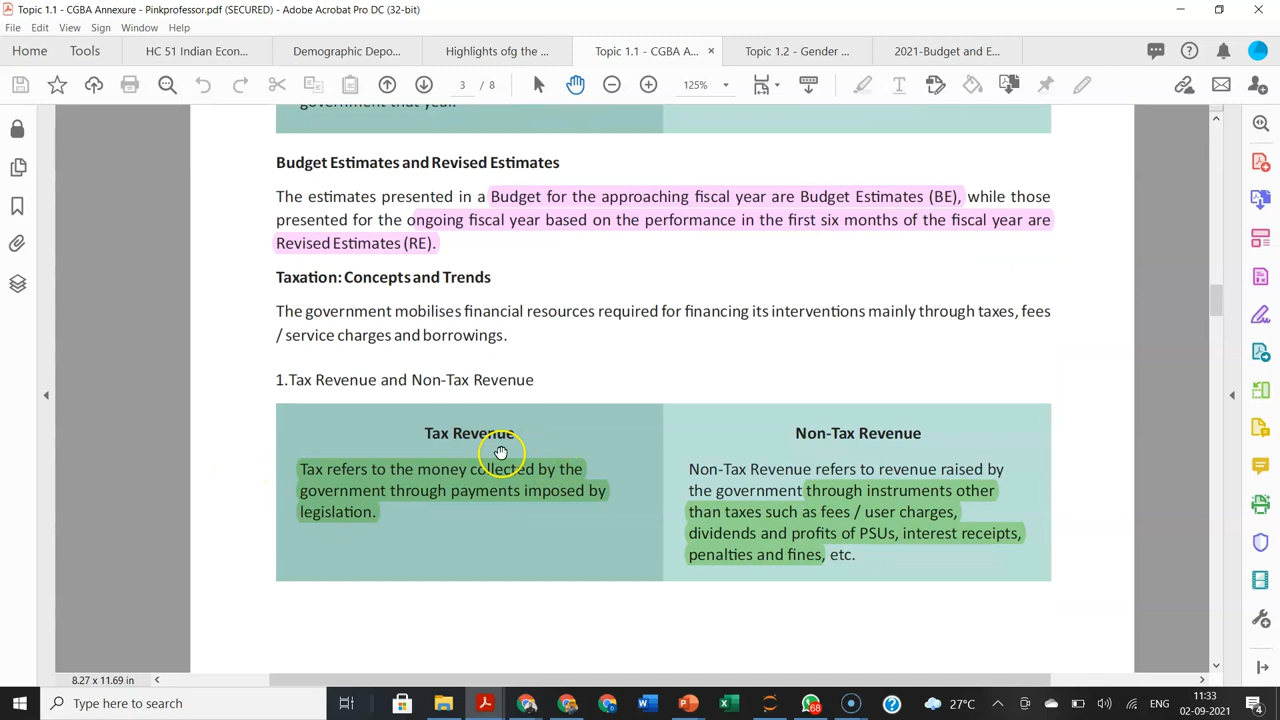 Topic 1.1 - CGBA Annexure - Pinkprofessor.pdf (SECURED) - Adobe Acrobat Pro DC (32-bit)
File Edit View Sign Window Help
Home Tools HC 51 Indian Econ... Demographic Depo... Highlights ofg the ... Topic 1.1 - CGBA A... × Topic 1.2 - Gender ... 2021-Budget and E...
3 / 8 125%
government that year.
Budget Estimates and Revised Estimates
The estimates presented in a Budget for the approaching fiscal year are Budget Estimates (BE), while those
presented for the ongoing fiscal year based on the performance in the first six months of the fiscal year are
Revised Estimates (RE).
Taxation: Concepts and Trends
The government mobilises financial resources required for financing its interventions mainly through taxes, fees
/ service charges and borrowings.
1.Tax Revenue and Non-Tax Revenue
Tax Revenue
Tax refers to the money collected by the
government through payments imposed by
legislation.
Non-Tax Revenue
Non-Tax Revenue refers to revenue raised by
the government through instruments other
than taxes such as fees / user charges,
dividends and profits of PSUs, interest receipts,
penalties and fines, etc.
8.27 x 11.69 in
Type here to search
68
27°C
ENG
11:33
02-09-2021
4